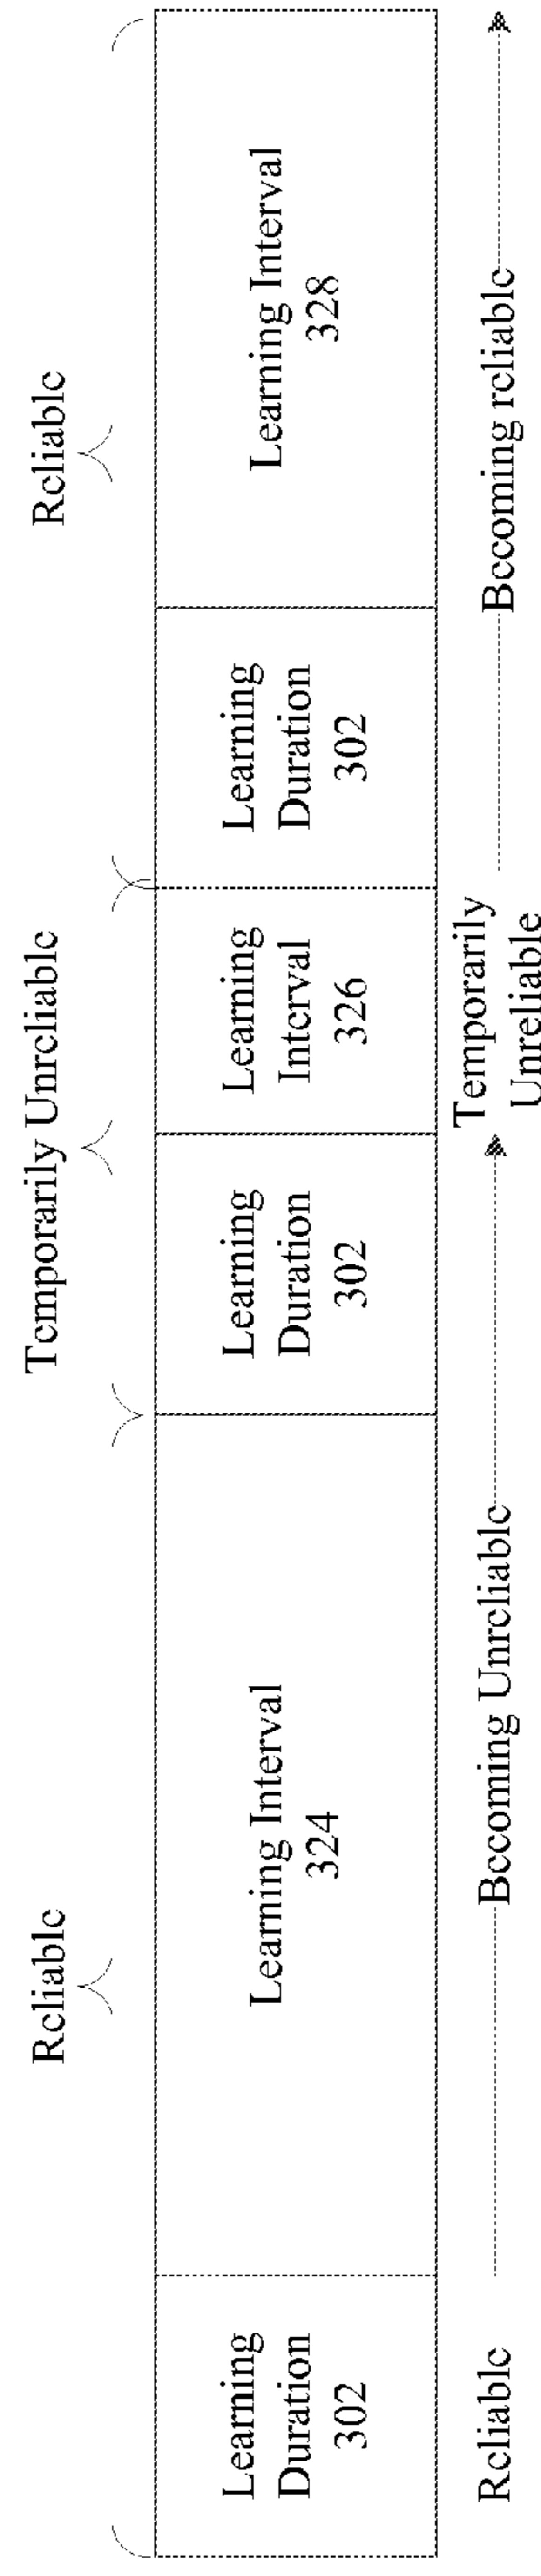 Reliable
Temporarily Unreliable
Reliable
Learning
Duration
302
Learning Interval
324
Learning
Duration
302
Learning
Interval
326
Learning
Duration
302
Learning Interval
328
Reliable
Becoming Unreliable
Temporarily
Unreliable
Becoming reliable